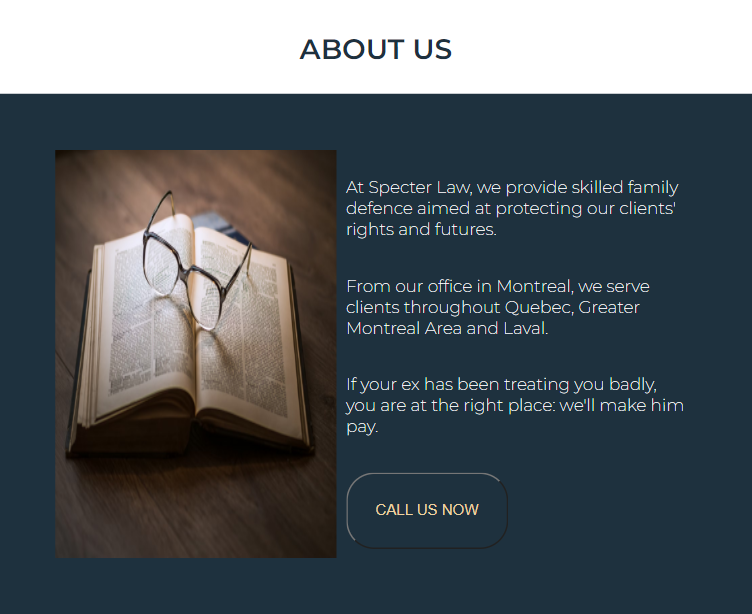 ABOUT US
At Specter Law, we provide skilled family
defence aimed at protecting our clients'
rights and futures.
From our office in Montreal, we serve
clients throughout Quebec, Greater
Montreal Area and Laval.
If your ex has been treating you badly,
you are at the right place: we'll make him
pay.
CALL US NOW